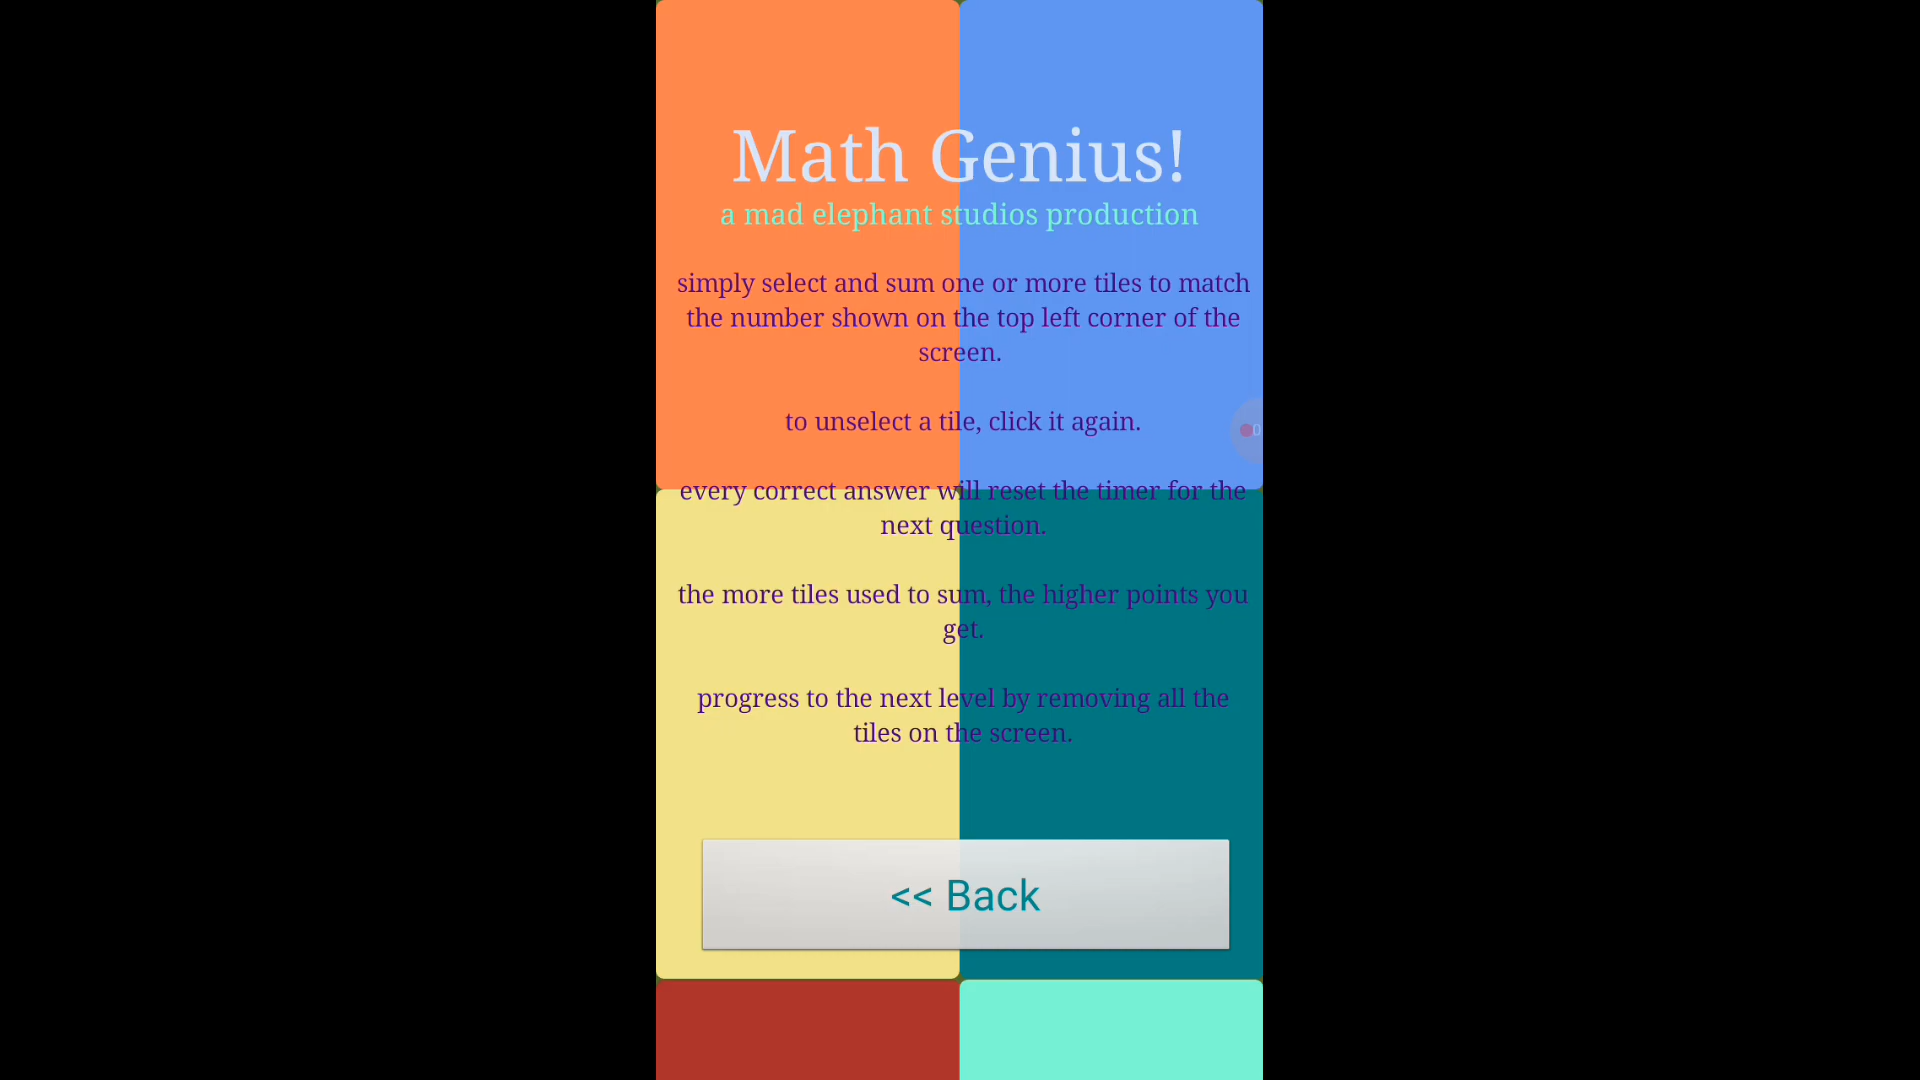 Math Genius!
a mad elephant studios production
simply select and sum one or more tiles to match
the number shown on the top left corner of the
screen.
to unselect a tile, click it again.
every correct answer will reset the timer for the
next question.
the more tiles used to sum, the higher points you
get.
progress to the next level by removing all the
tiles on the screen.
<< Back